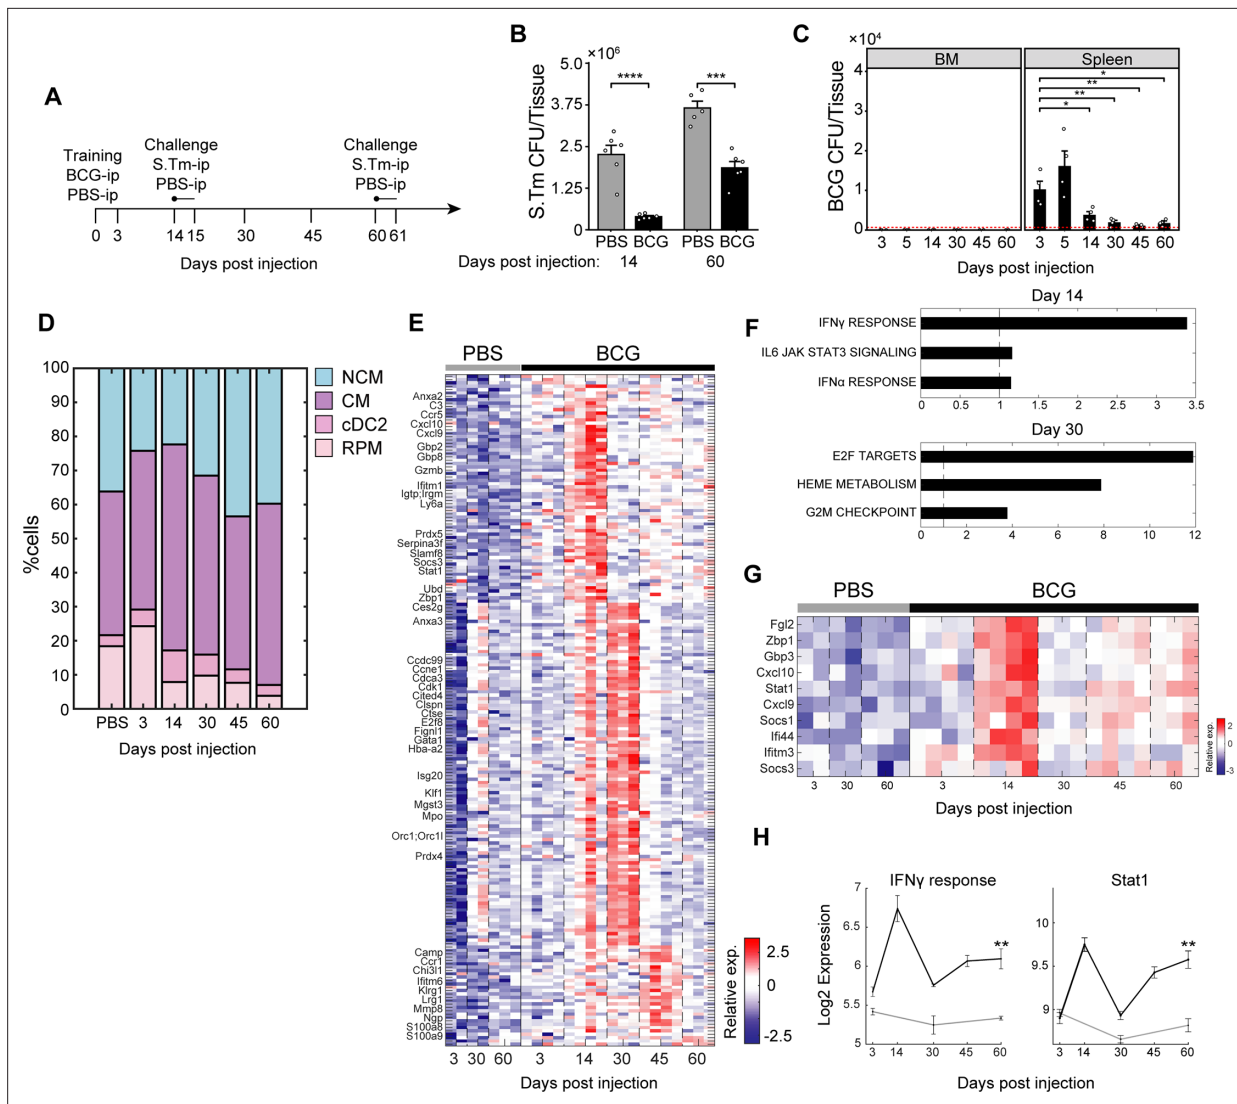 A
Training
BCG-ip
PBS-ip
Challenge
S.Tm-ip
PBS-ip
Challenge
S.Tm-ip
PBS-ip
0 3 14 15 30 45 60 61
Days post injection
B
×10⁶
S.Tm CFU/Tissue
5.0
3.75
2.5
1.25
0
****
***
PBS BCG PBS BCG
Days post injection: 14 60
C
×10⁴
BCG CFU/Tissue
BM
Spleen
4
3
2
1
0
*
**
**
*
3 5 14 30 45 60
3 5 14 30 45 60
Days post injection
D
%cells
100
90
80
70
60
50
40
30
20
10
0
PBS 3 14 30 45 60
Days post injection
NCM
CM
cDC2
RPM
E
PBS
BCG
Anxa2
C3
Ccr5
Cxcl10
Cxcl9
Gbp2
Gbp8
Gzmb
Ifitm1
Igtp;Irgm
Ly6a
Prdx5
Serpina3f
Slamf8
Socs3
Stat1
Ubd
Zbp1
Ces2g
Anxa3
Ccdc99
Ccne1
Cdca3
Cdk1
Cited4
Clspn
Ctse
E2f8
Fignl1
Gata1
Hba-a2
Isg20
Klf1
Mgst3
Mpo
Orc1;Orc1l
Prdx4
Camp
Ccr1
Chi3l1
Ifitm6
Klrg1
Lrg1
Mmp8
Ngp
S100a8
S100a9
3 30 60 3 14 30 45 60
Days post injection
Relative exp.
2.5
0
-2.5
F
Day 14
IFNγ RESPONSE
IL6 JAK STAT3 SIGNALING
IFNα RESPONSE
0 0.5 1 1.5 2 2.5 3 3.5
Day 30
E2F TARGETS
HEME METABOLISM
G2M CHECKPOINT
0 2 4 6 8 10 12
G
PBS
BCG
Fgl2
Zbp1
Gbp3
Cxcl10
Stat1
Cxcl9
Socs1
Ifi44
Ifitm3
Socs3
3 30 60 3 14 30 45 60
Days post injection
Relative exp.
2
0
-3
H
IFNγ response
Log2 Expression
7
6.5
6
5.5
5
**
3 14 30 45 60
Stat1
10
9.5
9
**
3 14 30 45 60
Days post injection